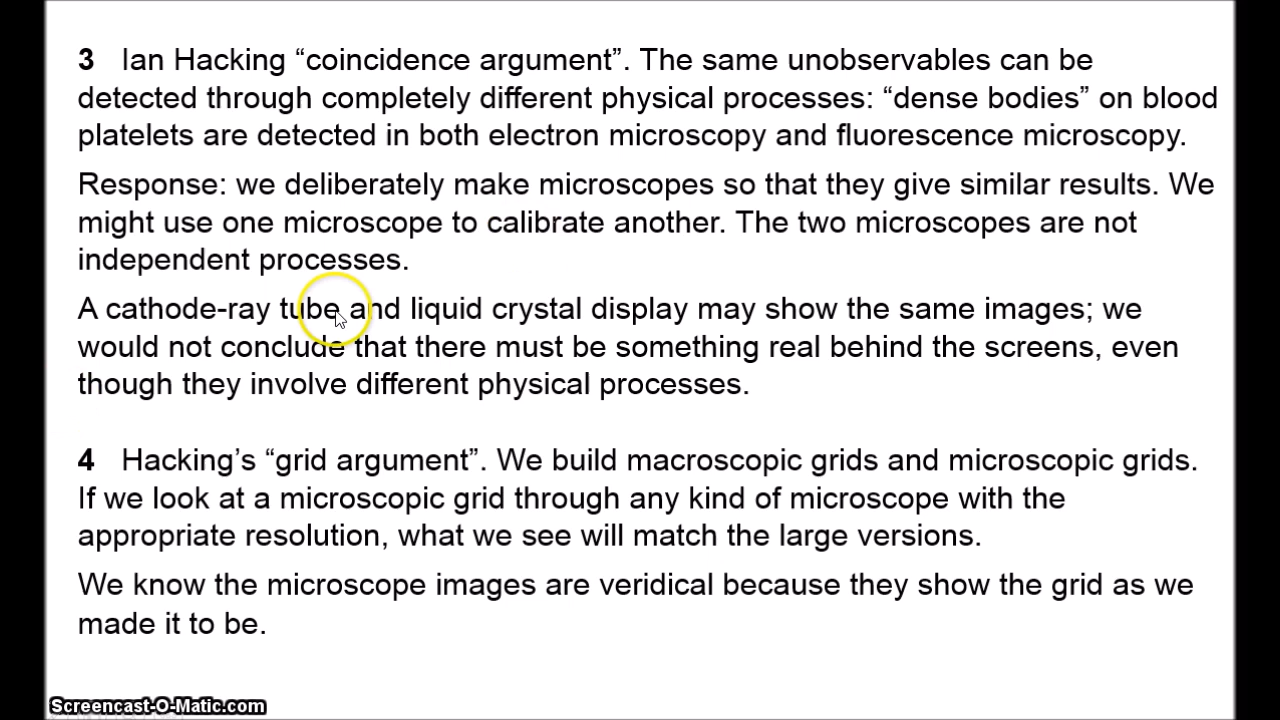 3 Ian Hacking “coincidence argument”. The same unobservables can be
detected through completely different physical processes: “dense bodies” on blood
platelets are detected in both electron microscopy and fluorescence microscopy.
Response: we deliberately make microscopes so that they give similar results. We
might use one microscope to calibrate another. The two microscopes are not
independent processes.
A cathode-ray tube and liquid crystal display may show the same images; we
would not conclude that there must be something real behind the screens, even
though they involve different physical processes.
4 Hacking’s “grid argument”. We build macroscopic grids and microscopic grids.
If we look at a microscopic grid through any kind of microscope with the
appropriate resolution, what we see will match the large versions.
We know the microscope images are veridical because they show the grid as we
made it to be.
Screencast-O-Matic.com